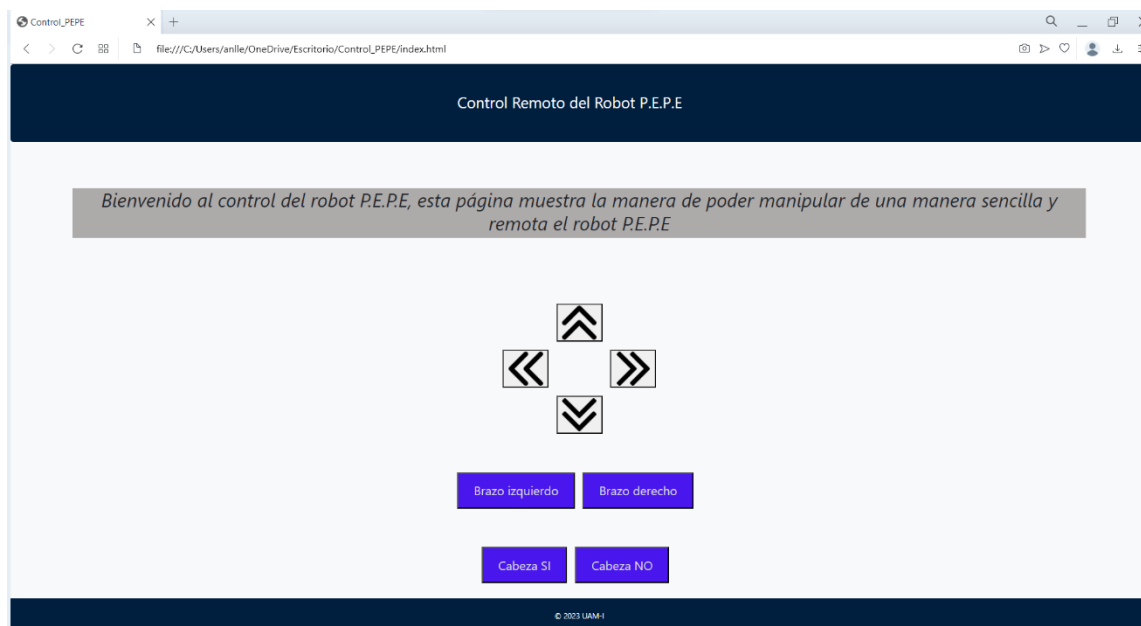 Control_PEPE
file:///C:/Users/anlle/OneDrive/Escritorio/Control_PEPE/index.html
Control Remoto del Robot P.E.P.E
Bienvenido al control del robot P.E.P.E, esta página muestra la manera de poder manipular de una manera sencilla y
remota el robot P.E.P.E
Brazo izquierdo Brazo derecho
Cabeza SI Cabeza NO
© 2023 UAM-I